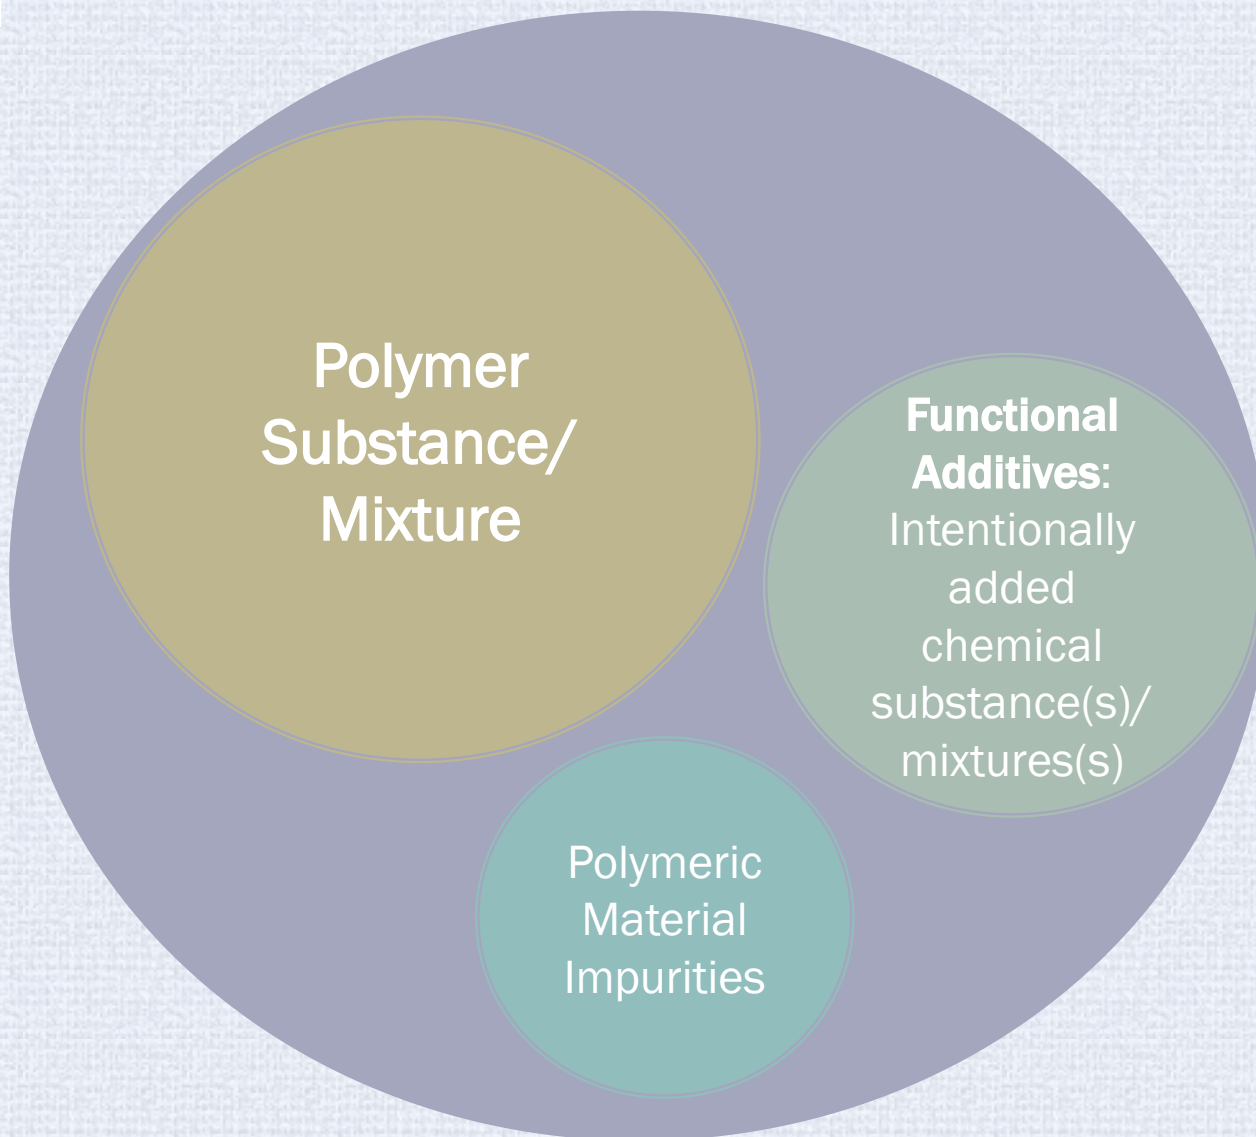 Polymer
Substance/
Mixture
Functional
Additives:
Intentionally
added
chemical
substance(s)/
mixtures(s)
Polymeric
Material
Impurities